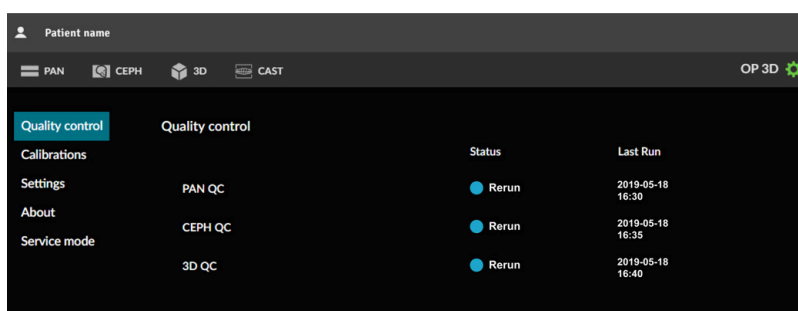 Patient name
PAN CEPH 3D CAST OP 3D
Quality control Quality control
Status Last Run
Calibrations
Settings PAN QC Rerun 2019-05-18
16:30
About
CEPH QC Rerun 2019-05-18
16:35
Service mode
3D QC Rerun 2019-05-18
16:40